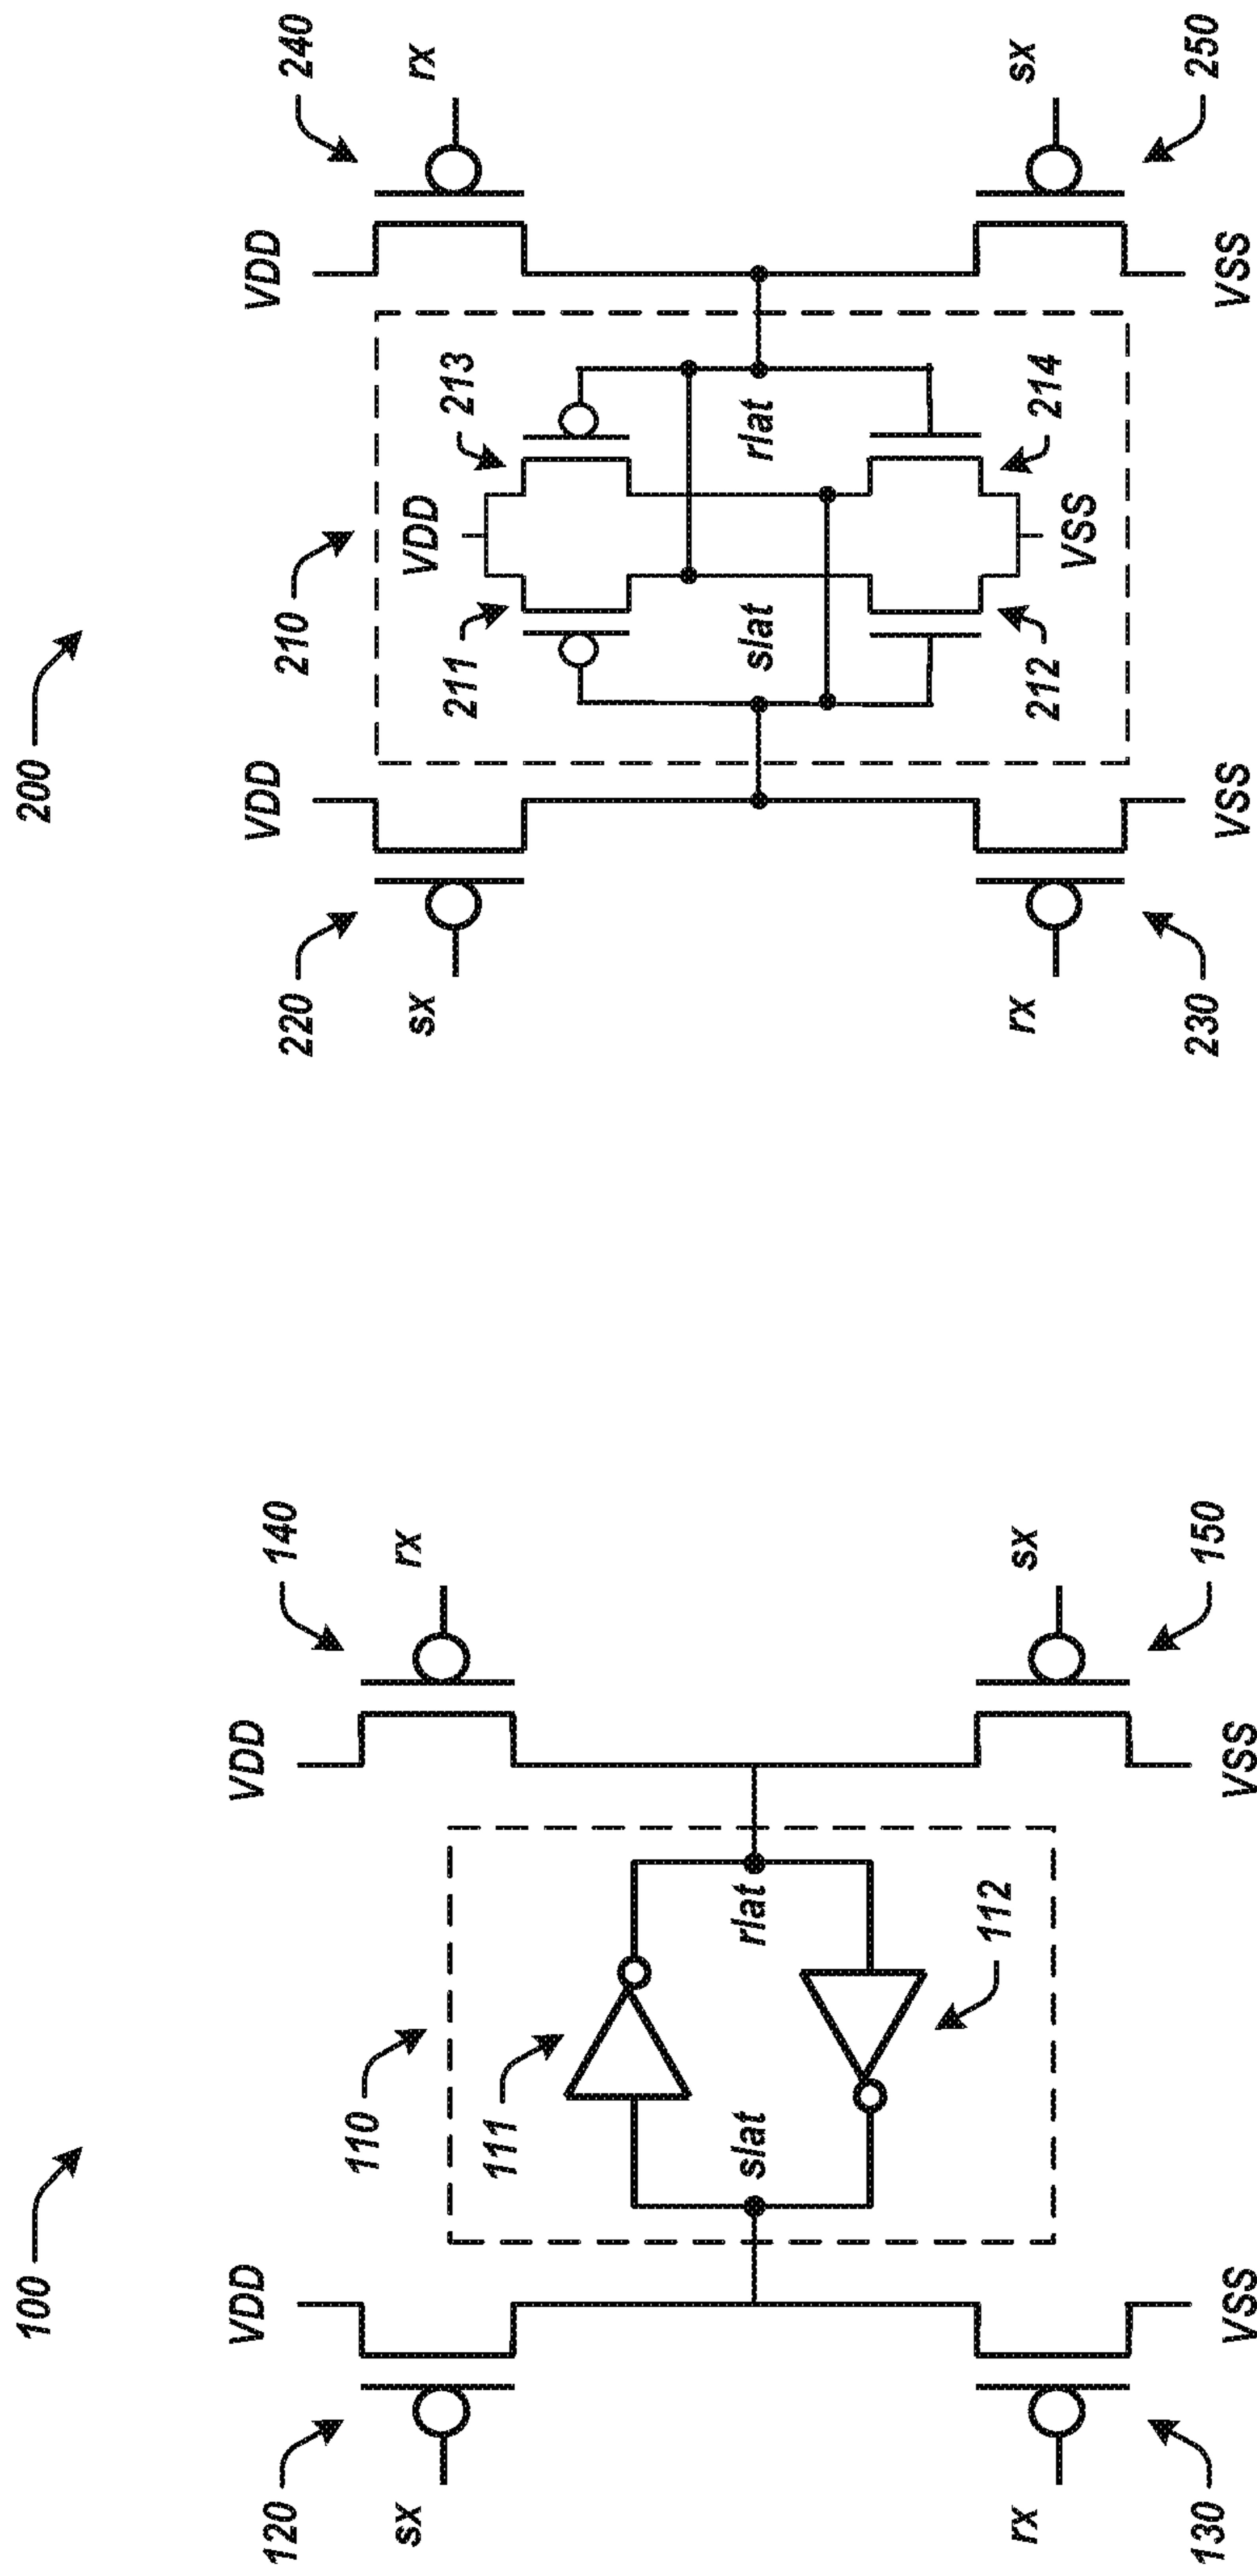 100
110
120
VDD
sx
111
slat
rlat
112
VDD
140
rx
130
rx
VSS
VSS
150
sx
200
210
220
VDD
sx
VDD
211
213
slat
rlat
VDD
240
rx
212
VSS
214
230
rx
VSS
VSS
250
sx